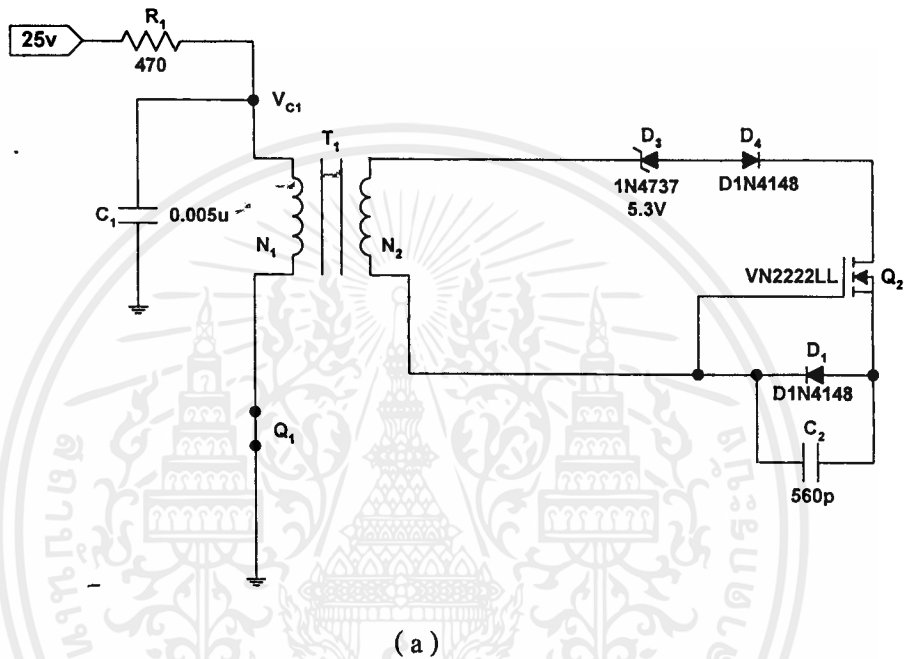 25v
R1
470
VC1
T1
C1
0.005u
N1
N2
D3
1N4737
5.3V
D4
D1N4148
VN2222LL
Q2
D1
D1N4148
C2
560p
Q1
(a)